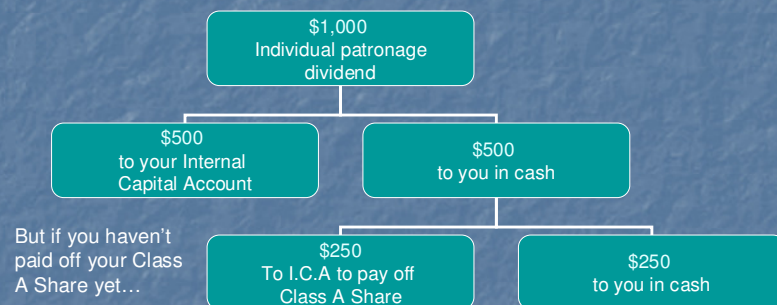 $1,000
Individual patronage
dividend
$500
to your Internal
Capital Account
$500
to you in cash
But if you haven't
paid off your Class
A Share yet…
$250
To I.C.A to pay off
Class A Share
$250
to you in cash